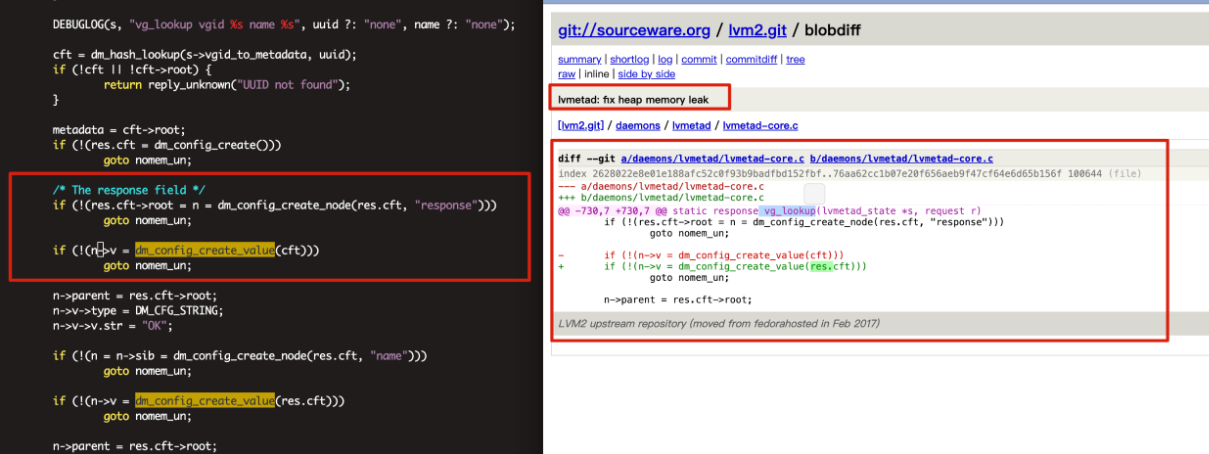 DEBUGLOG(s, "vg_lookup vgid %s name %s", uuid ?: "none", name ?: "none");
cft = dm_hash_lookup(s->vgid_to_metadata, uuid);
if (!cft || !cft->root) {
return reply_unknown("UUID not found");
}
metadata = cft->root;
if (!(res.cft = dm_config_create()))
goto nomem_un;
/* The response field */
if (!(res.cft->root = n = dm_config_create_node(res.cft, "response")))
goto nomem_un;
if (!(n->v = dm_config_create_value(cft)))
goto nomem_un;
n->parent = res.cft->root;
n->v->type = DM_CFG_STRING;
n->v->v.str = "OK";
if (!(n = n->sib = dm_config_create_node(res.cft, "name")))
goto nomem_un;
if (!(n->v = dm_config_create_value(res.cft)))
goto nomem_un;
n->parent = res.cft->root;
git://sourceware.org / lvm2.git / blobdiff
summary | shortlog | log | commit | commitdiff | tree
raw | inline | side by side
lvmetad: fix heap memory leak
[lvm2.git] / daemons / lvmetad / lvmetad-core.c
diff --git a/daemons/lvmetad/lvmetad-core.c b/daemons/lvmetad/lvmetad-core.c
index 2628022e8e01e188afc52c0f93b9badfbd152fbf..76aa62cc1b07e20f656aeb9f47cf64e6d65b156f 100644 (file)
--- a/daemons/lvmetad/lvmetad-core.c
+++ b/daemons/lvmetad/lvmetad-core.c
@@ -730,7 +730,7 @@ static response vg_lookup(lvmetad_state *s, request r)
if (!(res.cft->root = n = dm_config_create_node(res.cft, "response")))
goto nomem_un;
- if (!(n->v = dm_config_create_value(cft)))
+ if (!(n->v = dm_config_create_value(res.cft)))
goto nomem_un;
n->parent = res.cft->root;
LVM2 upstream repository (moved from fedorahosted in Feb 2017)